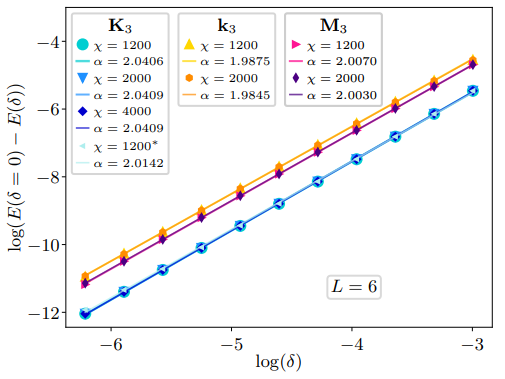 K₃
χ = 1200
α = 2.0406
χ = 2000
α = 2.0409
χ = 4000
α = 2.0409
χ = 1200*
α = 2.0142
k₃
χ = 1200
α = 1.9875
χ = 2000
α = 1.9845
M₃
χ = 1200
α = 2.0070
χ = 2000
α = 2.0030
L = 6
log(E(δ = 0) − E(δ))
−4
−6
−8
−10
−12
−6
−5
−4
−3
log(δ)